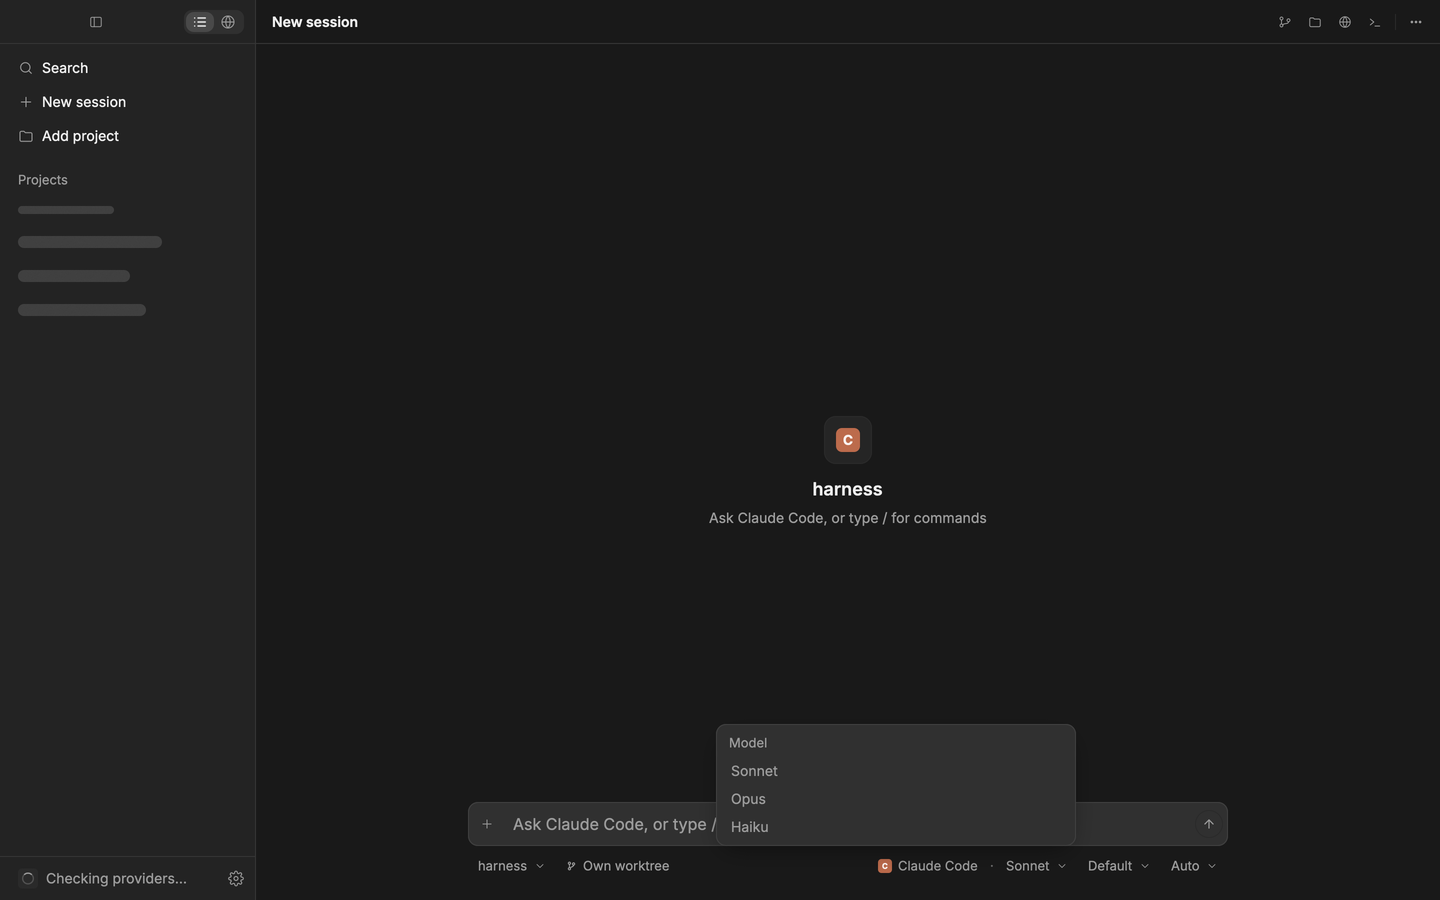 New session
Search
New session
Add project
Projects
C
harness
Ask Claude Code, or type / for commands
Model
Sonnet
Opus
Haiku
Ask Claude Code, or type /
harness
Own worktree
C Claude Code · Sonnet
Default
Auto
Checking providers...